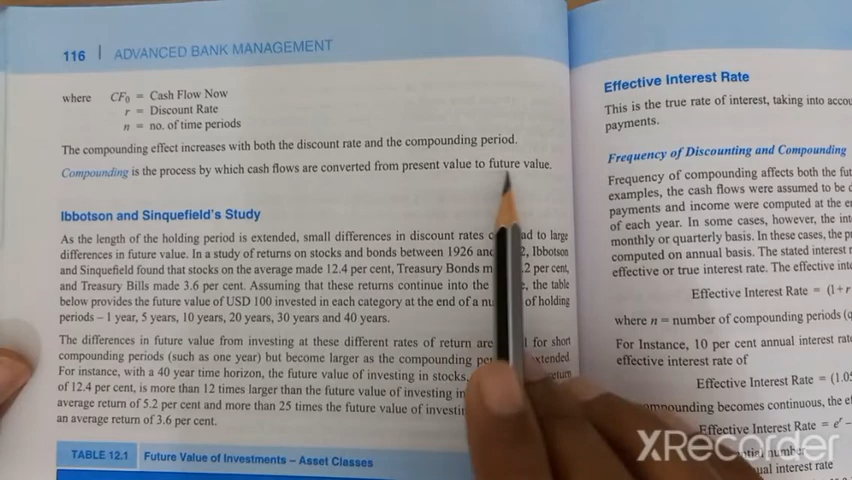 116 | ADVANCED BANK MANAGEMENT
where CF0 = Cash Flow Now
r = Discount Rate
n = no. of time periods
The compounding effect increases with both the discount rate and the compounding period.
Compounding is the process by which cash flows are converted from present value to future value.
Ibbotson and Sinquefield's Study
As the length of the holding period is extended, small differences in discount rates to large
differences in future value. In a study of returns on stocks and bonds between 1926 and Ibbotson
and Sinquefield found that stocks on the average made 12.4 per cent, Treasury Bonds .2 per cent,
and Treasury Bills made 3.6 per cent. Assuming that these returns continue into the the table
below provides the future value of USD 100 invested in each category at the end of a of holding
periods – 1 year, 5 years, 10 years, 20 years, 30 years and 40 years.
The differences in future value from investing at these different rates of return are for short
compounding periods (such as one year) but become larger as the compounding extended
For instance, with a 40 year time horizon, the future value of investing in stocks, return
of 12.4 per cent, is more than 12 times larger than the future value of investing in
average return of 5.2 per cent and more than 25 times the future value of
an average return of 3.6 per cent.
TABLE 12.1 Future Value of Investments – Asset Classes
Effective Interest Rate
This is the true rate of interest, taking into
payments.
Frequency of Discounting and Compounding
Frequency of compounding affects both the
examples, the cash flows were assumed to be
payments and income were computed at the
of each year. In some cases, however, the
monthly or quarterly basis. In these cases, the
computed on annual basis. The stated interest
effective or true interest rate. The effective
Effective Interest Rate = (1+r
where n = number of compounding periods
For Instance, 10 per cent annual interest
effective interest rate of
Effective Interest Rate = (1.05
compounding becomes continuous, the
Effective Interest Rate = e^r –
number
annual interest rate
XRecorder